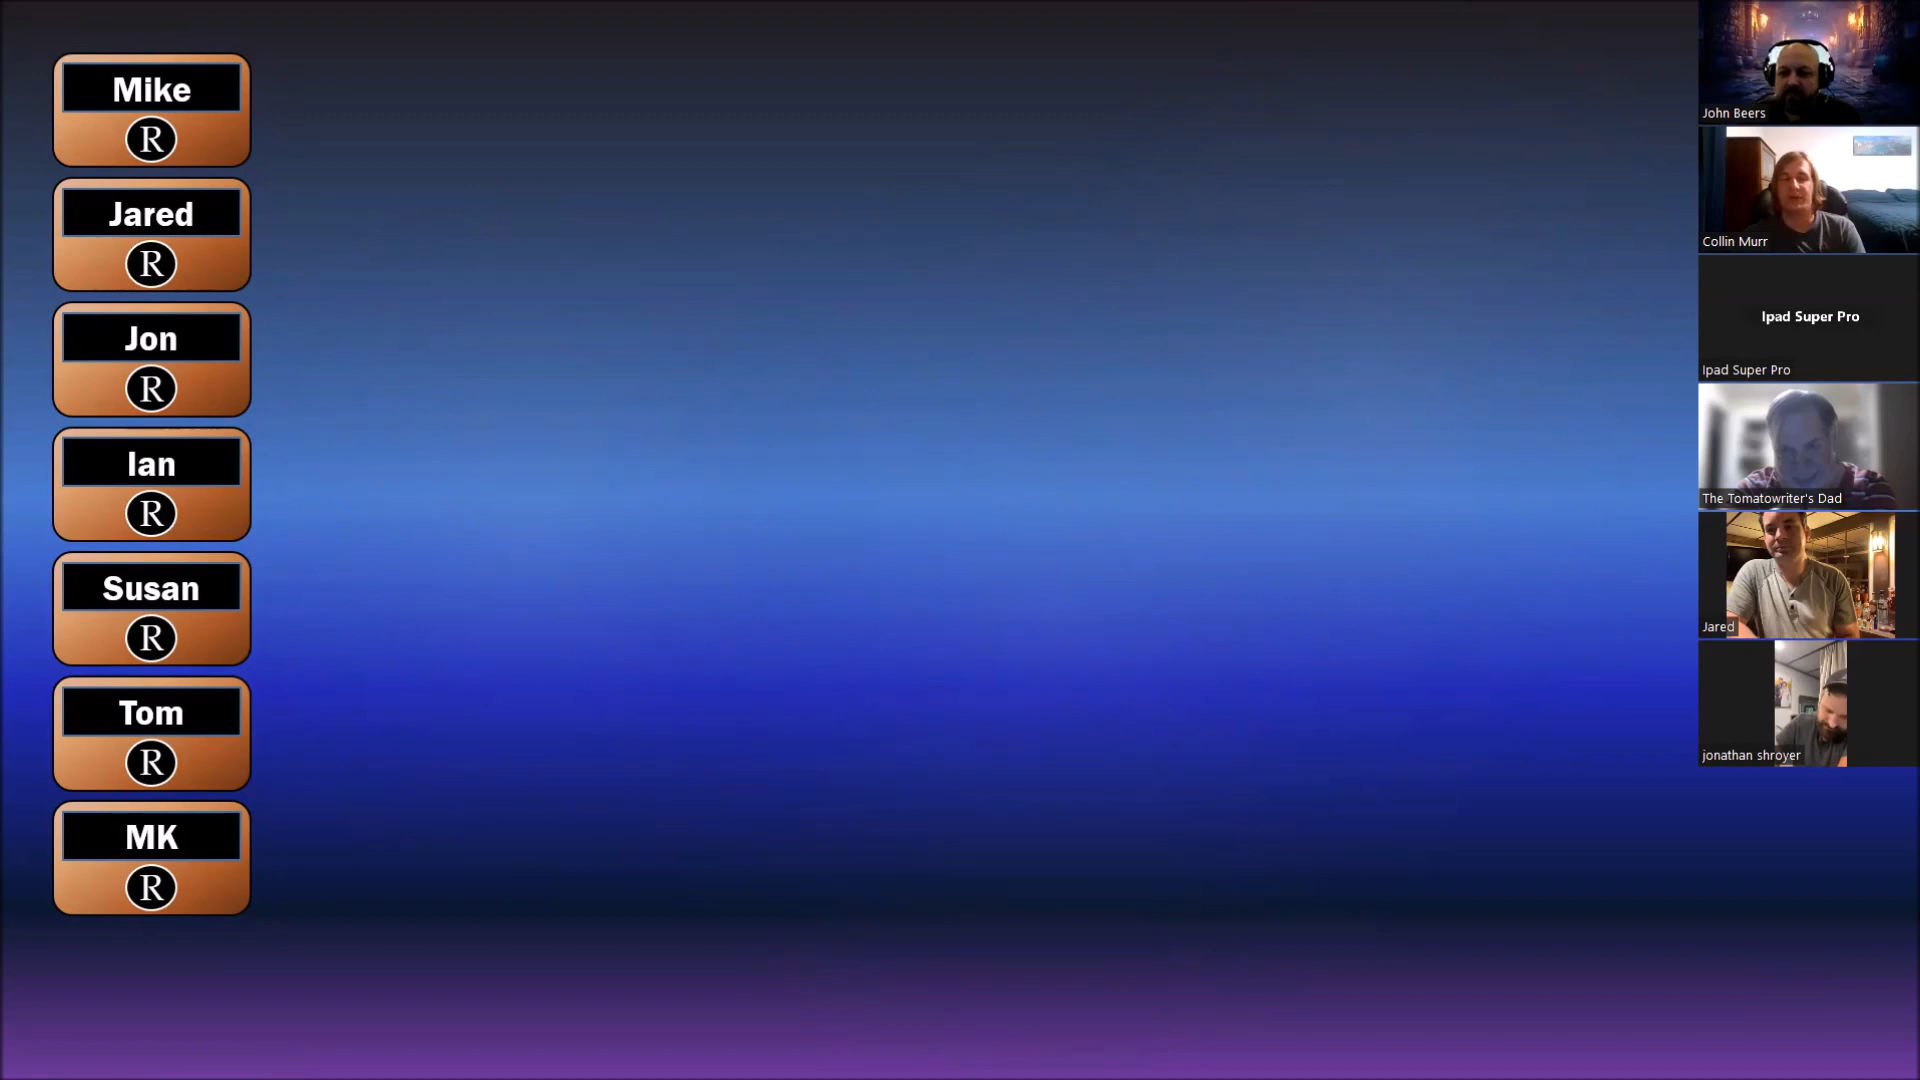 Mike
R
Jared
R
Jon
R
Ian
R
Susan
R
Tom
R
MK
R
John Beers
Collin Murr
Ipad Super Pro
Ipad Super Pro
The Tomatowriter's Dad
Jared
jonathan shroyer